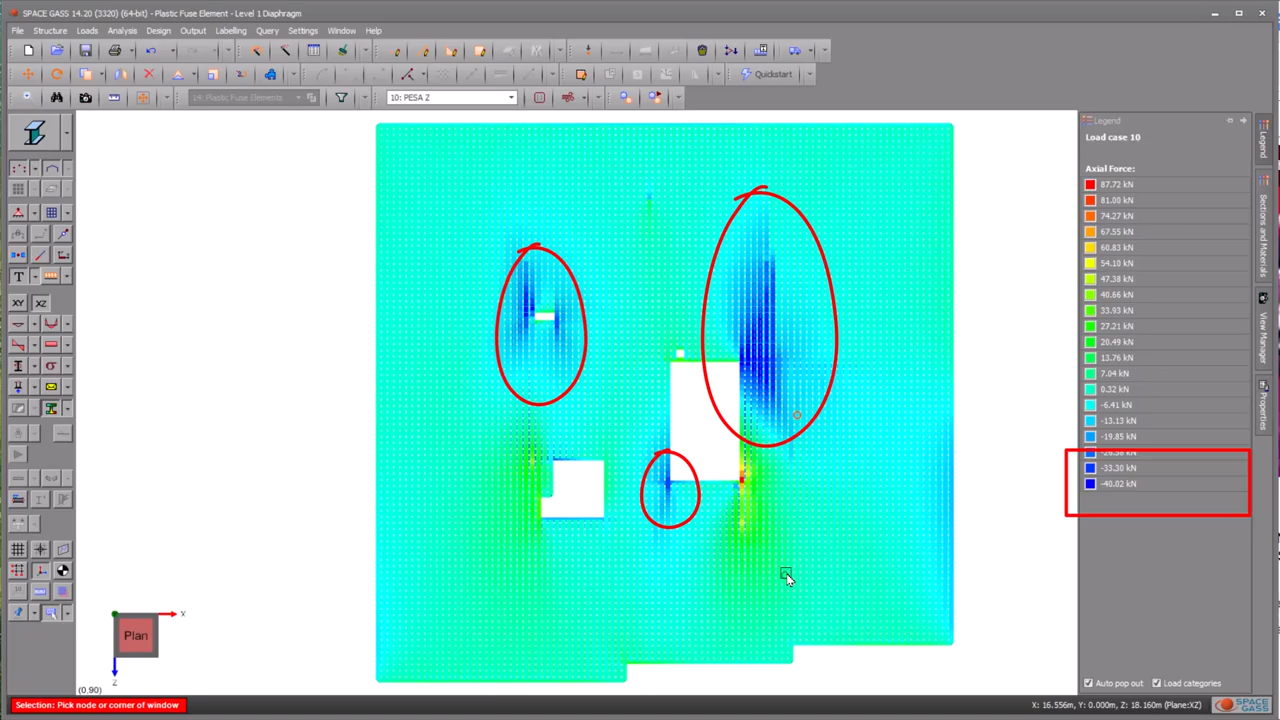 SPACE GASS 14.20 (3320) (64-bit) - Plastic Fuse Element - Level 1 Diaphragm
File Structure Loads Analysis Design Output Labelling Query Settings Window Help
Quickstart
14: Plastic Fuse Elements
10: PESA Z
Legend
Load case 10
Axial Force:
87.72 kN
81.00 kN
74.27 kN
67.55 kN
60.83 kN
54.10 kN
47.38 kN
40.66 kN
33.93 kN
27.21 kN
20.49 kN
13.76 kN
7.04 kN
0.32 kN
-6.41 kN
-13.13 kN
-19.85 kN
-26.58 kN
-33.30 kN
-40.02 kN
Legend
Sections and Materials
View Manager
Properties
T
XY XZ
Plan
X
Z
(0,90)
Auto pop out Load categories
Selection: Pick node or corner of window
X: 16.556m, Y: 0.000m, Z: 18.160m (Plane:XZ)
SPACE GASS